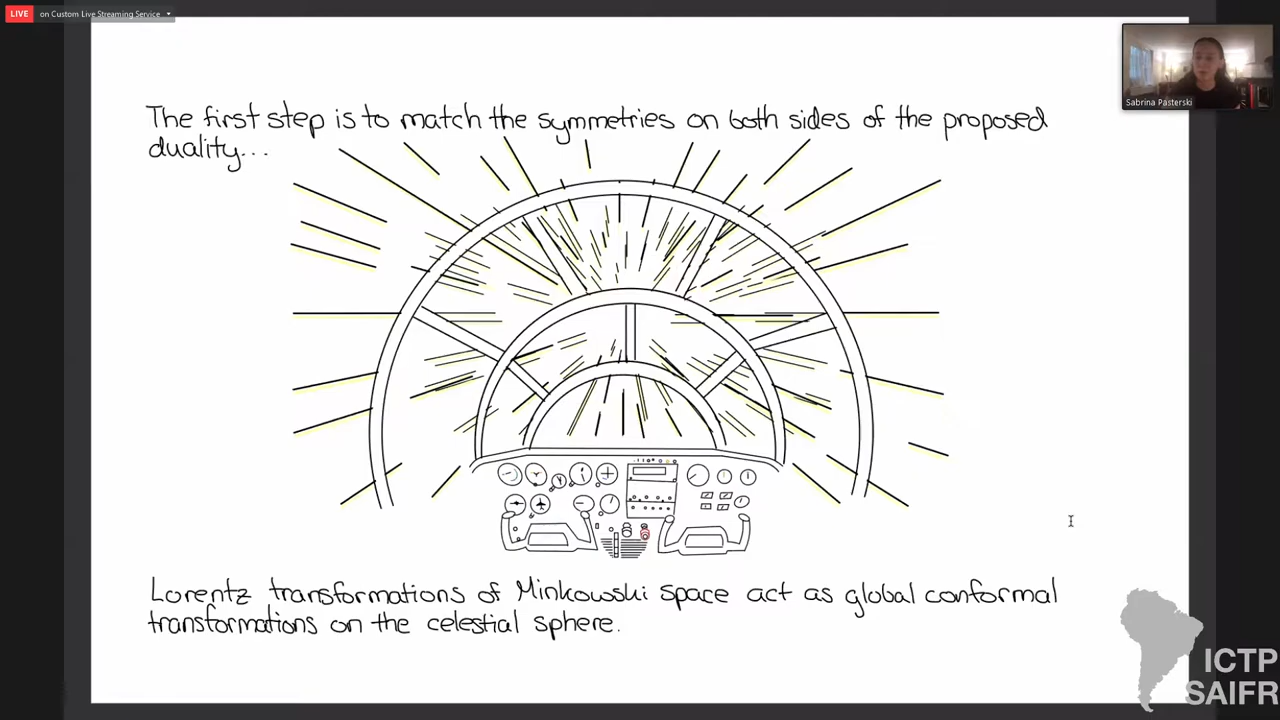 LIVE on Custom Live Streaming Service
The first step is to match the symmetries on both sides of the proposed
duality...
Sabrina Pasterski
Lorentz transformations of Minkowski space act as global conformal
transformations on the celestial sphere.
ICTP
SAIFR